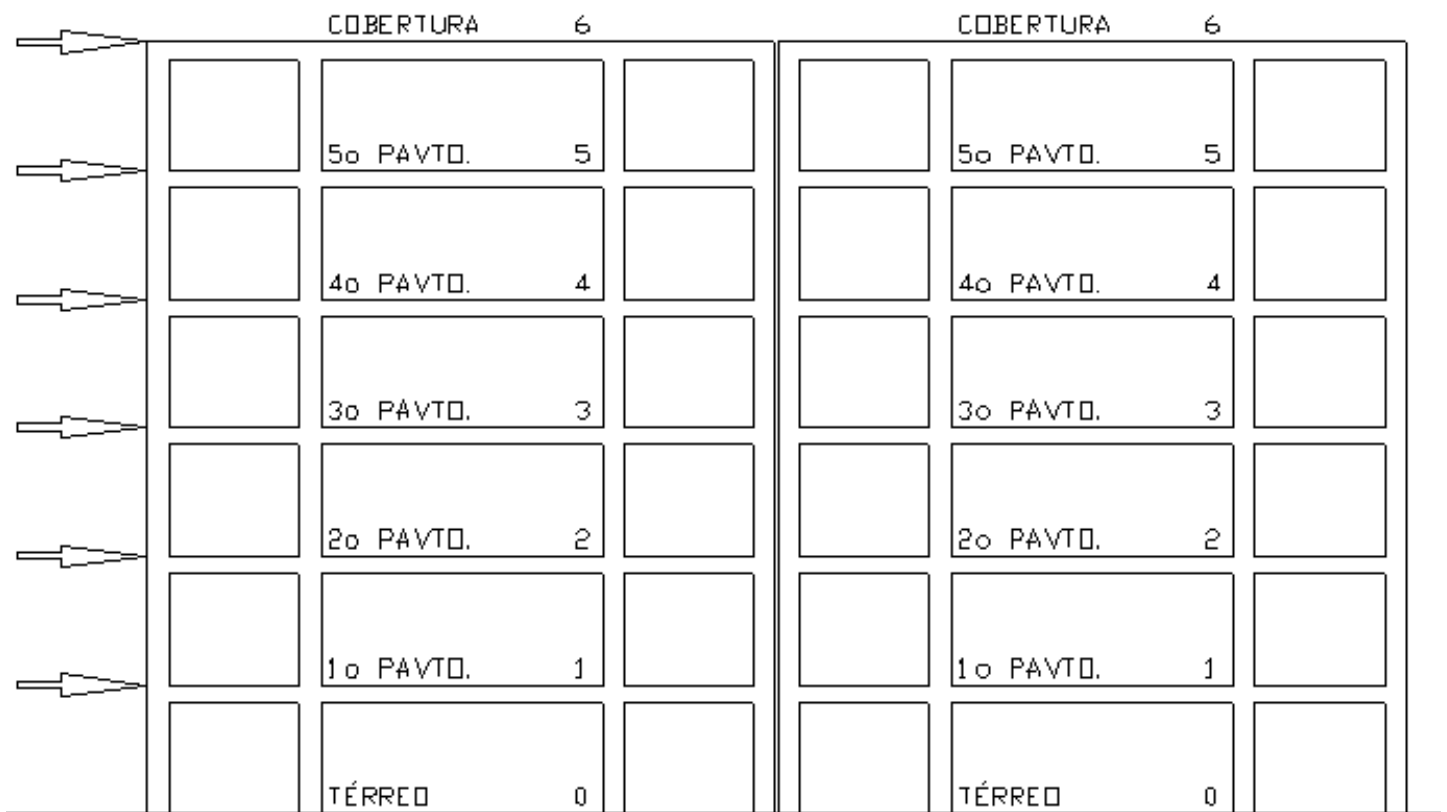 COBERTURA 6 COBERTURA 6
5o PAVTO. 5 5o PAVTO. 5
4o PAVTO. 4 4o PAVTO. 4
3o PAVTO. 3 3o PAVTO. 3
2o PAVTO. 2 2o PAVTO. 2
1o PAVTO. 1 1o PAVTO. 1
TÉRREO 0 TÉRREO 0